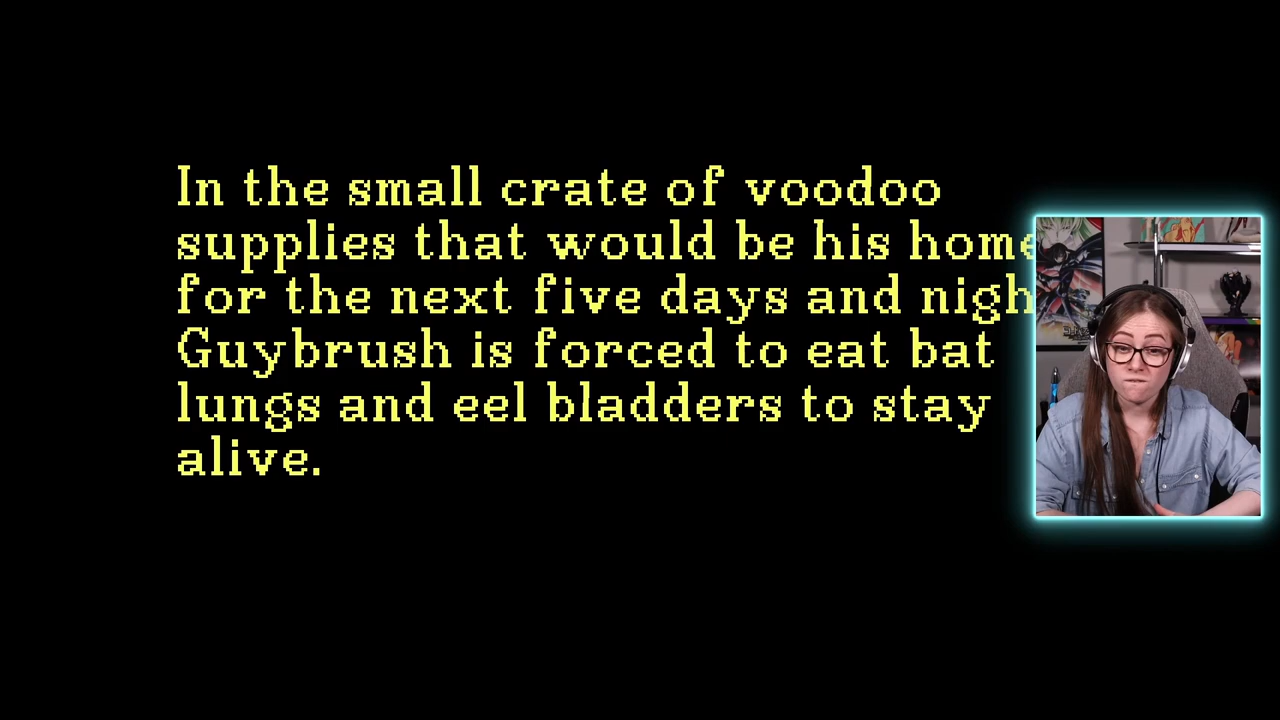 In the small crate of voodoo
supplies that would be his home
for the next five days and nigh
Guybrush is forced to eat bat
lungs and eel bladders to stay
alive.